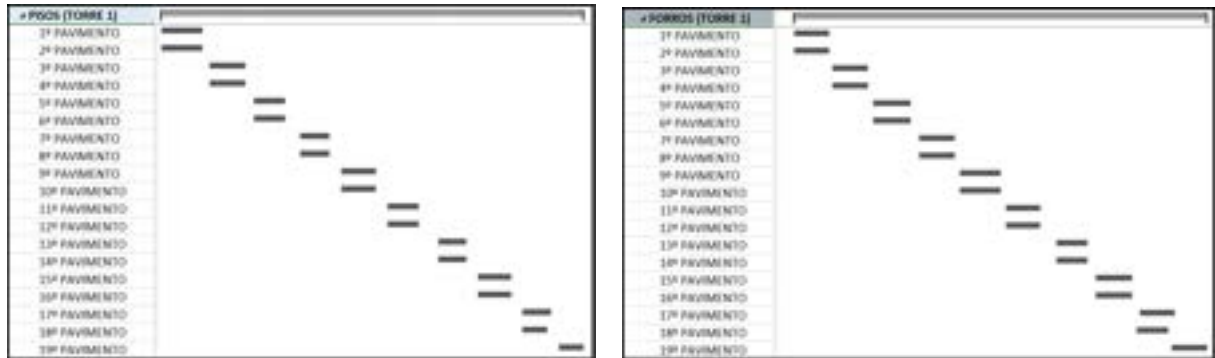 PISOS (TORRE 1)
1º PAVIMENTO
2º PAVIMENTO
3º PAVIMENTO
4º PAVIMENTO
5º PAVIMENTO
6º PAVIMENTO
7º PAVIMENTO
8º PAVIMENTO
9º PAVIMENTO
10º PAVIMENTO
11º PAVIMENTO
12º PAVIMENTO
13º PAVIMENTO
14º PAVIMENTO
15º PAVIMENTO
16º PAVIMENTO
17º PAVIMENTO
18º PAVIMENTO
19º PAVIMENTO
FORROS (TORRE 1)
1º PAVIMENTO
2º PAVIMENTO
3º PAVIMENTO
4º PAVIMENTO
5º PAVIMENTO
6º PAVIMENTO
7º PAVIMENTO
8º PAVIMENTO
9º PAVIMENTO
10º PAVIMENTO
11º PAVIMENTO
12º PAVIMENTO
13º PAVIMENTO
14º PAVIMENTO
15º PAVIMENTO
16º PAVIMENTO
17º PAVIMENTO
18º PAVIMENTO
19º PAVIMENTO